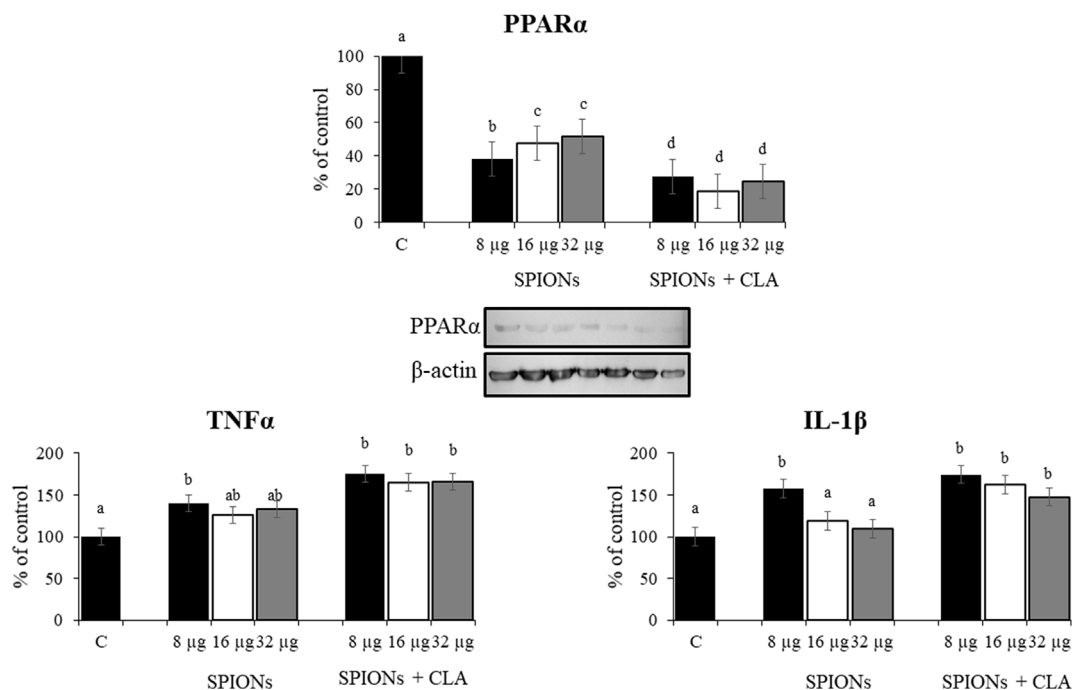 PPARα
a
100
80
60
40
20
0
% of control
b
c
c
d
d
d
C
8 µg 16 µg 32 µg
8 µg 16 µg 32 µg
SPIONs
SPIONs + CLA
PPARα
β-actin
TNFα
200
150
100
50
0
% of control
a
b
ab
ab
b
b
b
C
8 µg 16 µg 32 µg
8 µg 16 µg 32 µg
SPIONs
SPIONs + CLA
IL-1β
200
150
100
50
0
% of control
a
b
a
a
b
b
b
C
8 µg 16 µg 32 µg
8 µg 16 µg 32 µg
SPIONs
SPIONs + CLA